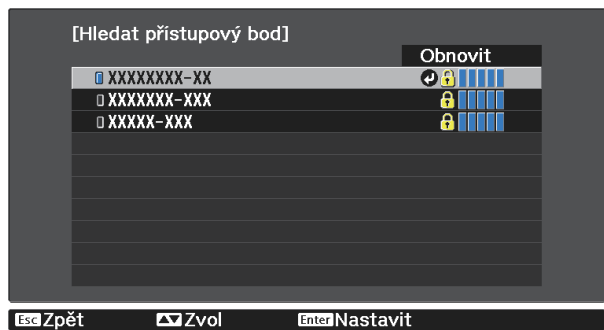 [Hledat přístupový bod]
Obnovit
XXXXXXXX-XX
XXXXXXX-XXX
XXXXX-XXX
Esc Zpět Zvol Enter Nastavit